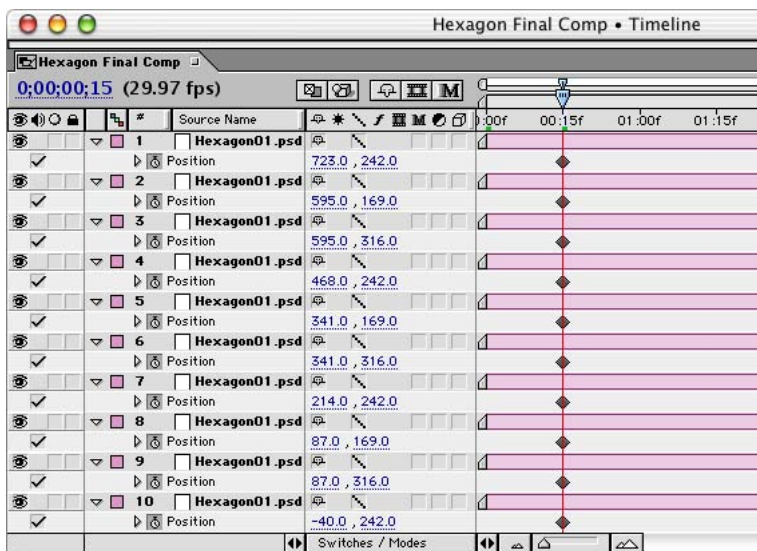 Hexagon Final Comp • Timeline
Hexagon Final Comp
0;00;00;15 (29.97 fps) M
# Source Name M :00f 00:15f 01:00f 01:15f
1 Hexagon01.psd
Position 723.0 , 242.0
2 Hexagon01.psd
Position 595.0 , 169.0
3 Hexagon01.psd
Position 595.0 , 316.0
4 Hexagon01.psd
Position 468.0 , 242.0
5 Hexagon01.psd
Position 341.0 , 169.0
6 Hexagon01.psd
Position 341.0 , 316.0
7 Hexagon01.psd
Position 214.0 , 242.0
8 Hexagon01.psd
Position 87.0 , 169.0
9 Hexagon01.psd
Position 87.0 , 316.0
10 Hexagon01.psd
Position -40.0 , 242.0
Switches / Modes